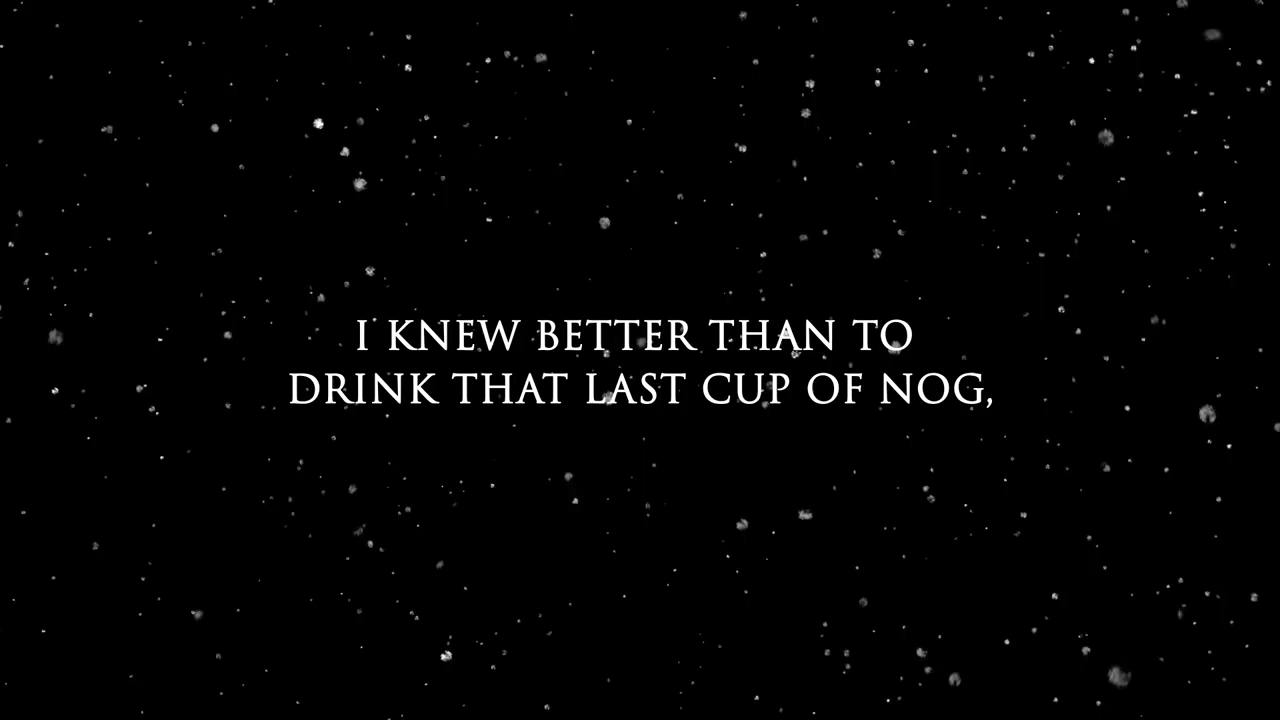 I KNEW BETTER THAN TO
DRINK THAT LAST CUP OF NOG,